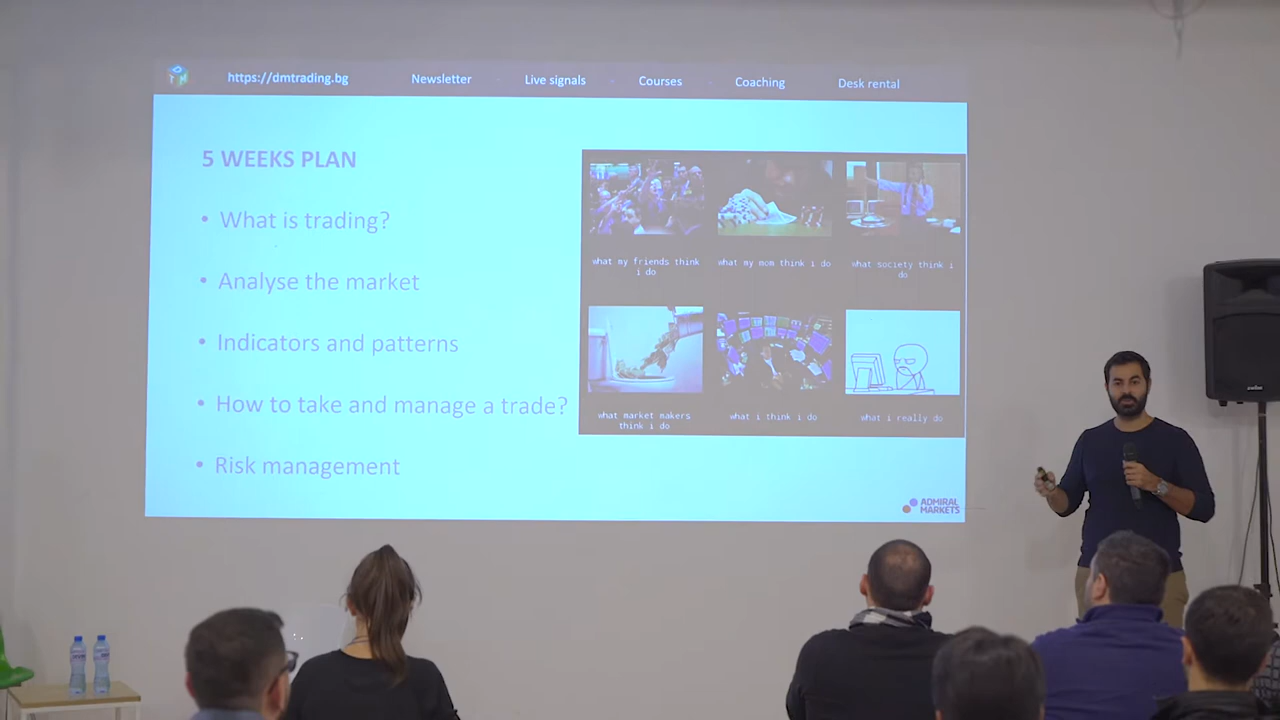 https://dmtrading.bg Newsletter Live signals Courses Coaching Desk rental
5 WEEKS PLAN
• What is trading?
• Analyse the market
• Indicators and patterns
• How to take and manage a trade?
• Risk management
what my friends think
i do
what my mom think i do
what society think i
do
what market makers
think i do
what i think i do
what i really do
ADMIRAL
MARKETS